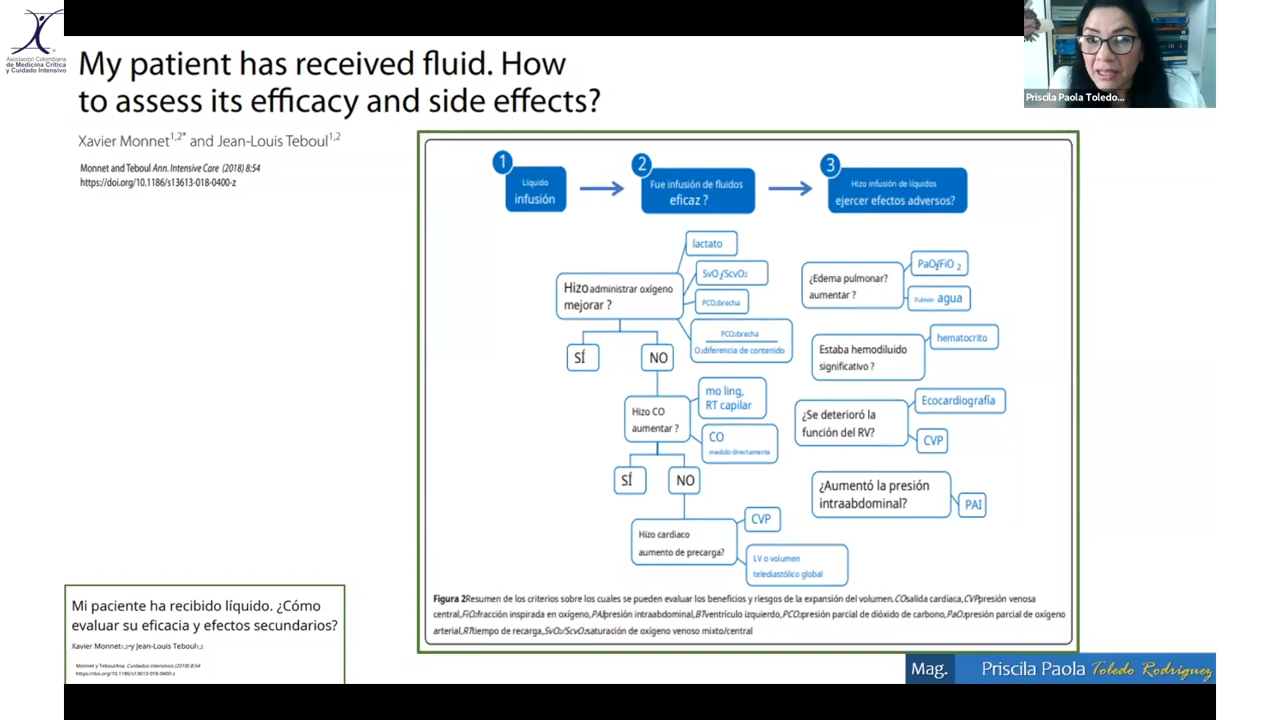 Asociación Colombiana
de Medicina Crítica
y Cuidado Intensivo
My patient has received fluid. How
to assess its efficacy and side effects?
Xavier Monnet1,2* and Jean-Louis Teboul1,2
Monnet and Teboul Ann. Intensive Care (2018) 8:54
https://doi.org/10.1186/s13613-018-0400-z
Priscila Paola Toledo...
1
Líquido
infusión
2
Fue infusión de fluidos
eficaz ?
3
Hizo infusión de líquidos
ejercer efectos adversos?
Hizo administrar oxígeno
mejorar ?
lactato
SvO2/ScvO2
PCO2brecha
PCO2brecha
O2diferencia de contenido
SÍ
NO
Hizo CO
aumentar ?
mo ling,
RT capilar
CO
medido directamente
SÍ
NO
Hizo cardiaco
aumento de precarga?
CVP
LV o volumen
telediastólico global
¿Edema pulmonar?
aumentar ?
PaO2/FiO 2
Pulmón agua
Estaba hemodiluido
significativo ?
hematocrito
¿Se deterioró la
función del RV?
Ecocardiografía
CVP
¿Aumentó la presión
intraabdominal?
PAI
Figura 2Resumen de los criterios sobre los cuales se pueden evaluar los beneficios y riesgos de la expansión del volumen.COsalida cardíaca,CVPpresión venosa
central,FiO2fracción inspirada en oxígeno,PAIpresión intraabdominal,BTventrículo izquierdo,PCO2presión parcial de dióxido de carbono,PaO2presión parcial de oxígeno
arterial,RTtiempo de recarga,SvO2/ScvO2saturación de oxígeno venoso mixto/central
Mi paciente ha recibido líquido. ¿Cómo
evaluar su eficacia y efectos secundarios?
Xavier Monnet1,2*y Jean-Louis Teboul1,2
Monnet y TeboulAna. Cuidados intensivos (2018) 8:54
https://doi.org/10.1186/s13613-018-0400-z
Mag. Priscila Paola Toledo Rodríguez